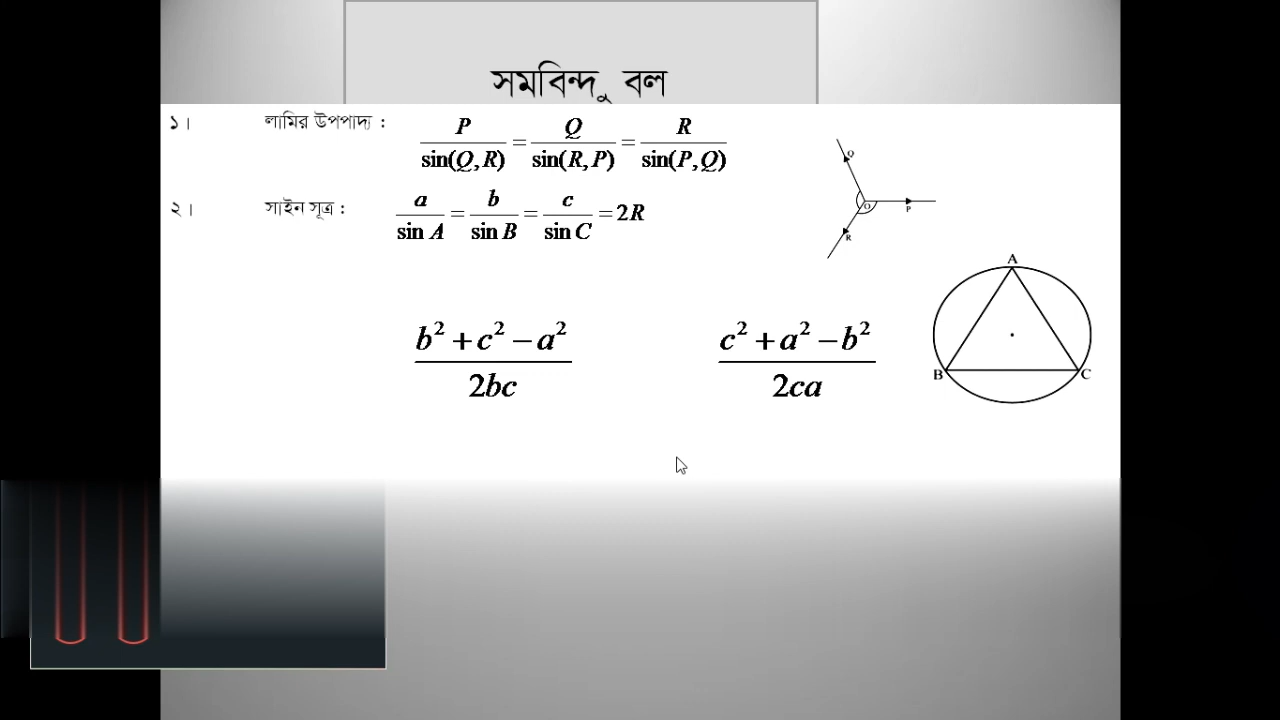 সমবিন্দু বল
১। লামির উপপাদ্য : P/sin(Q,R) = Q/sin(R,P) = R/sin(P,Q)
২। সাইন সূত্র : a/sin A = b/sin B = c/sin C = 2R
Q
O
P
R
A
(b² + c² − a²)/2bc (c² + a² − b²)/2ca
B C